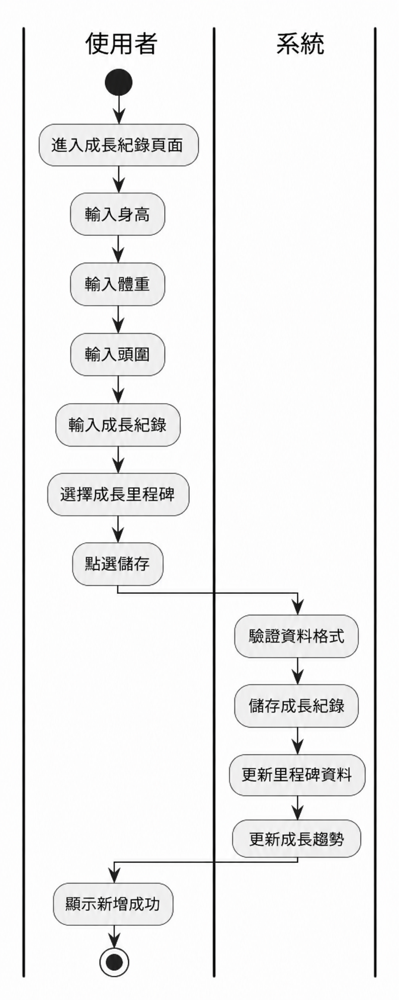 使用者
系統
進入成長紀錄頁面
輸入身高
輸入體重
輸入頭圍
輸入成長紀錄
選擇成長里程碑
點選儲存
驗證資料格式
儲存成長紀錄
更新里程碑資料
更新成長趨勢
顯示新增成功